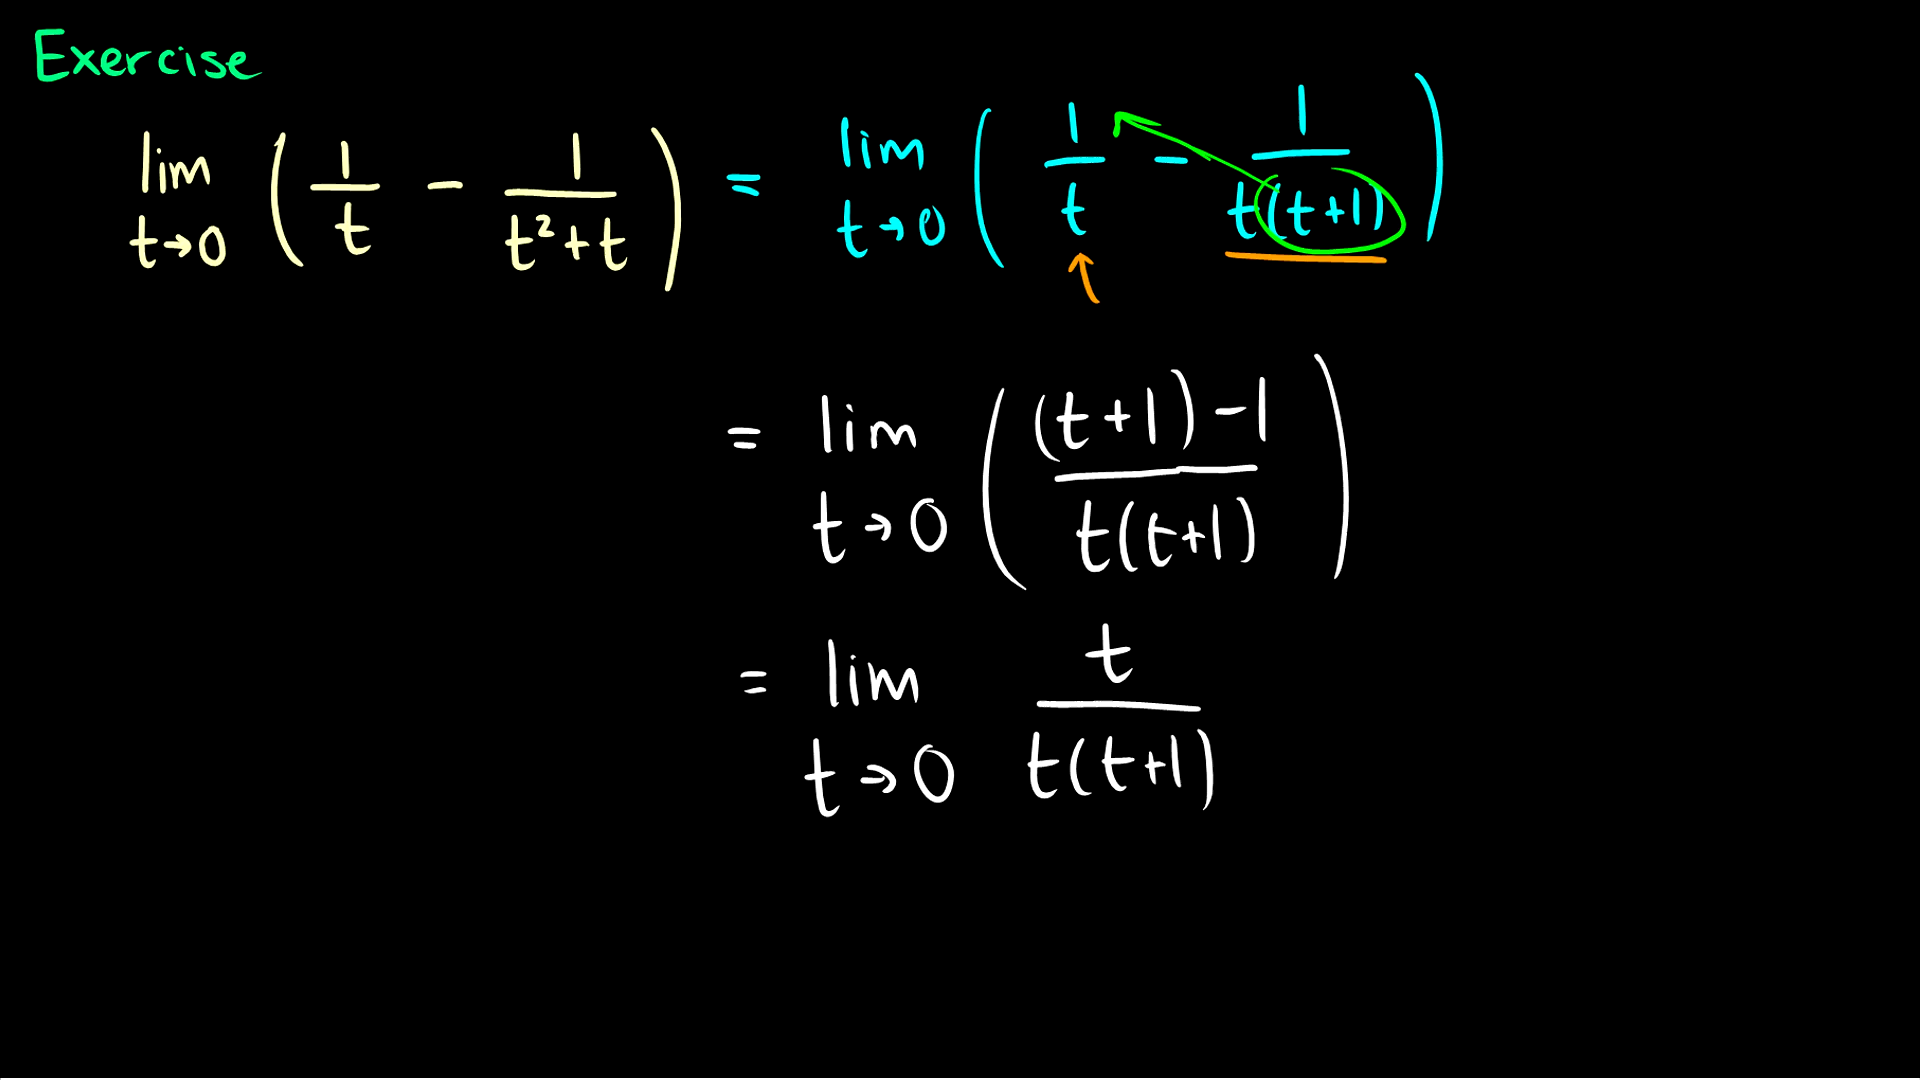 Exercise
lim t→0 ( 1/t - 1/(t²+t) ) = lim t→0 ( 1/t - 1/(t(t+1)) )
= lim t→0 ( ((t+1)-1)/(t(t+1)) )
= lim t→0 t/(t(t+1))